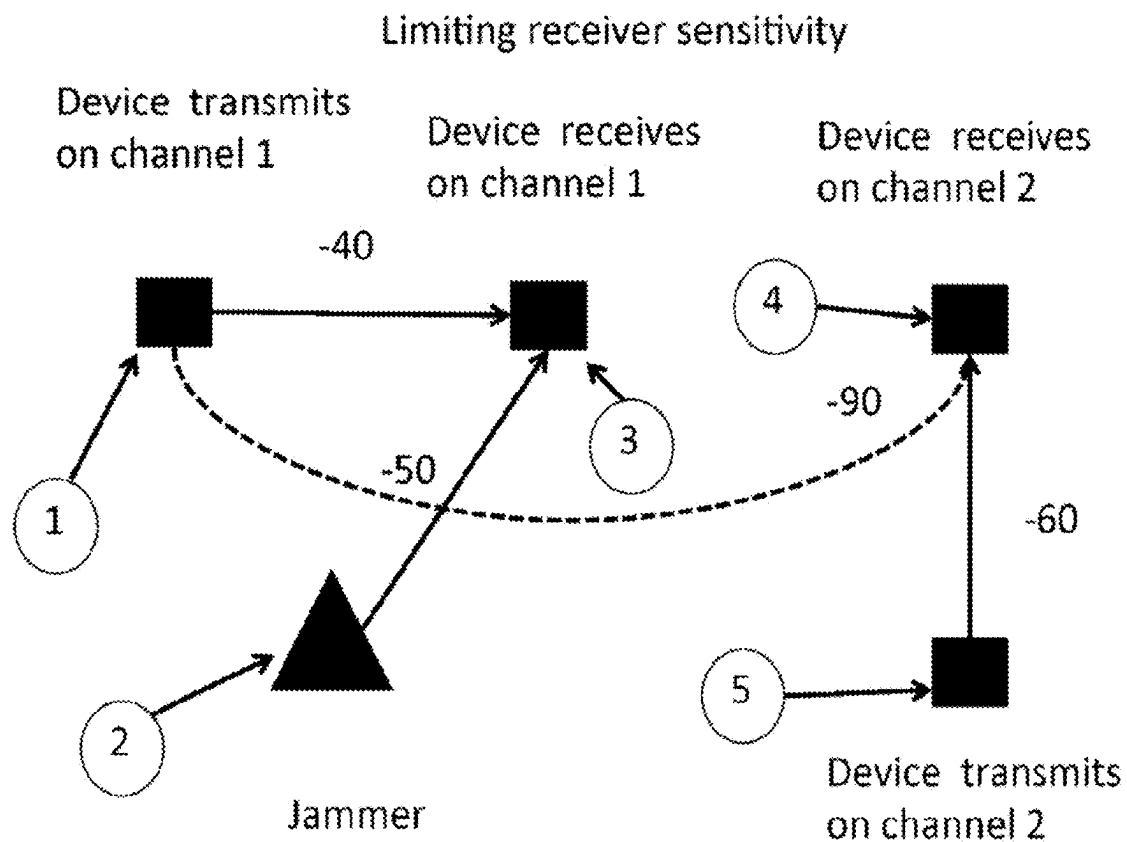 Limiting receiver sensitivity
Device transmits
on channel 1
Device receives
on channel 1
Device receives
on channel 2
-40
4
-90
3
-50
1
-60
5
2
Device transmits
on channel 2
Jammer